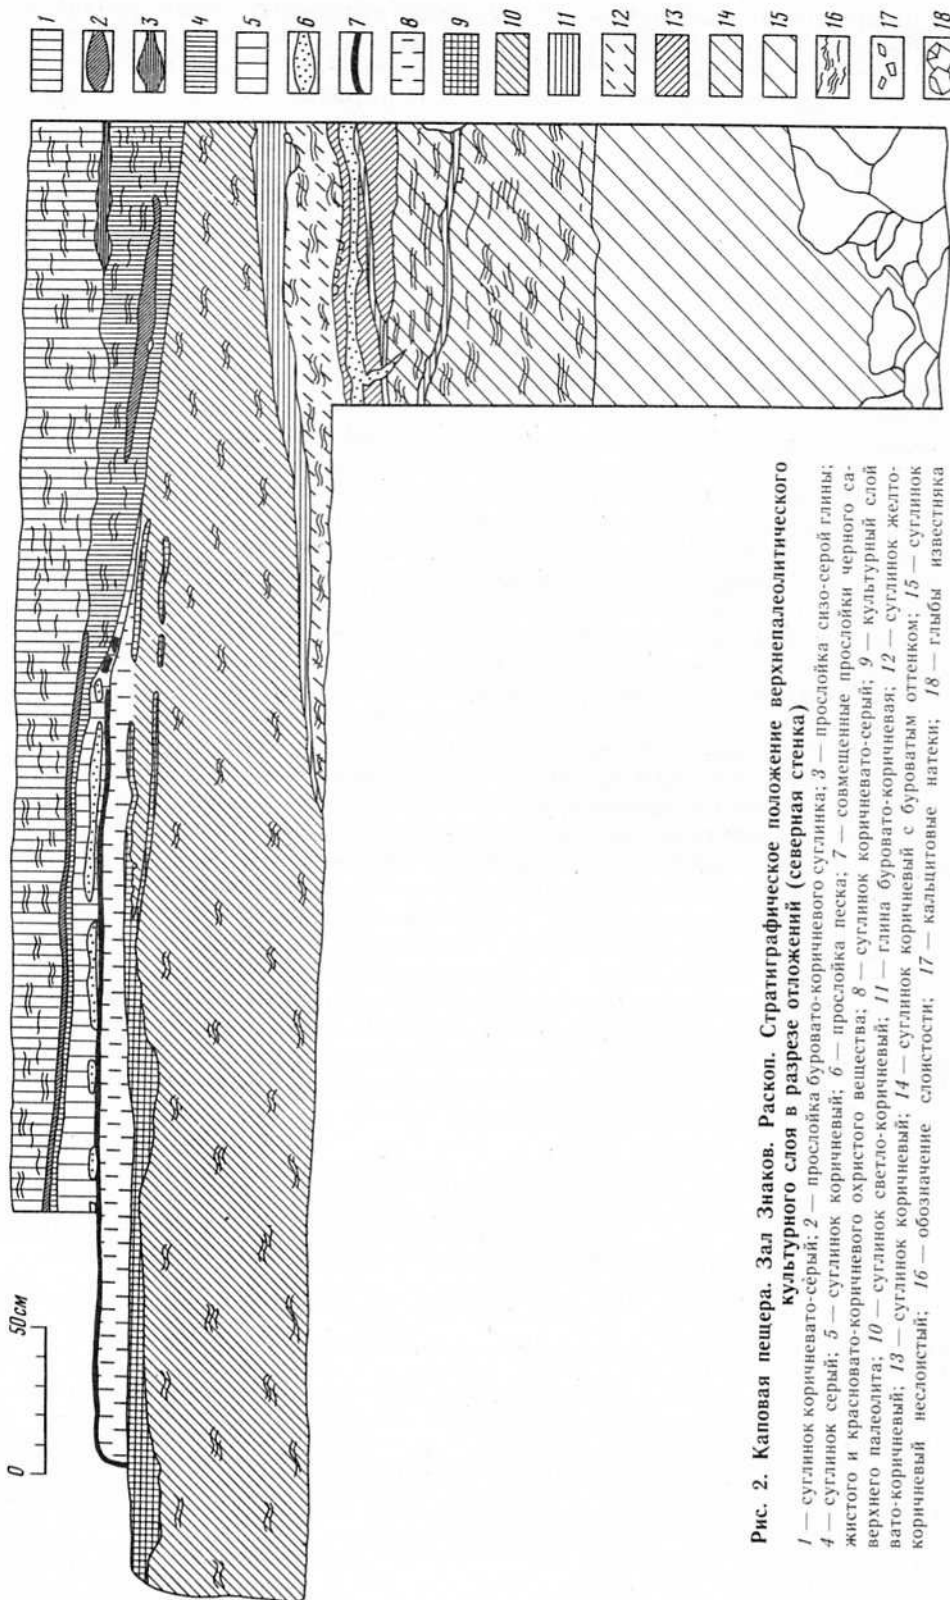 0 50 см
1
2
3
4
5
6
7
8
9
10
11
12
13
14
15
16
17
18
Рис. 2. Каповая пещера. Зал Знаков. Раскоп. Стратиграфическое положение верхнепалеолитического
культурного слоя в разрезе отложений (северная стенка)
1 — суглинок коричневато-серый; 2 — прослойка буровато-коричневого суглинка; 3 — прослойка сизо-серой глины;
4 — суглинок серый; 5 — суглинок коричневый; 6 — прослойка песка; 7 — совмещенные прослойки черного са-
жистого и красновато-коричневого охристого вещества; 8 — суглинок коричневато-серый; 9 — культурный слой
верхнего палеолита; 10 — суглинок светло-коричневый; 11 — глина буровато-коричневая; 12 — суглинок желто-
вато-коричневый; 13 — суглинок коричневый; 14 — суглинок коричневый с буроватым оттенком; 15 — суглинок
коричневый неслоистый; 16 — обозначение слоистости; 17 — кальцитовые натеки; 18 — глыбы известняка